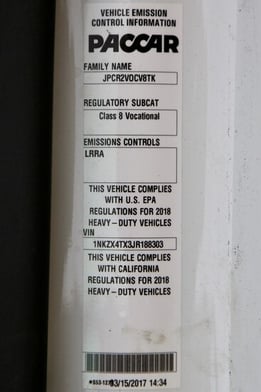 VEHICLE EMISSION
CONTROL INFORMATION
PACCAR
FAMILY NAME
JPCR2VOCV8TK
REGULATORY SUBCAT
Class 8 Vocational
EMISSIONS CONTROLS
LRRA
THIS VEHICLE COMPLIES
WITH U.S. EPA
REGULATIONS FOR 2018
HEAVY-DUTY VEHICLES
VIN
1NKZX4TX3JR188303
THIS VEHICLE COMPLIES
WITH CALIFORNIA
REGULATIONS FOR 2018
HEAVY-DUTY VEHICLES
03/15/2017 14:34